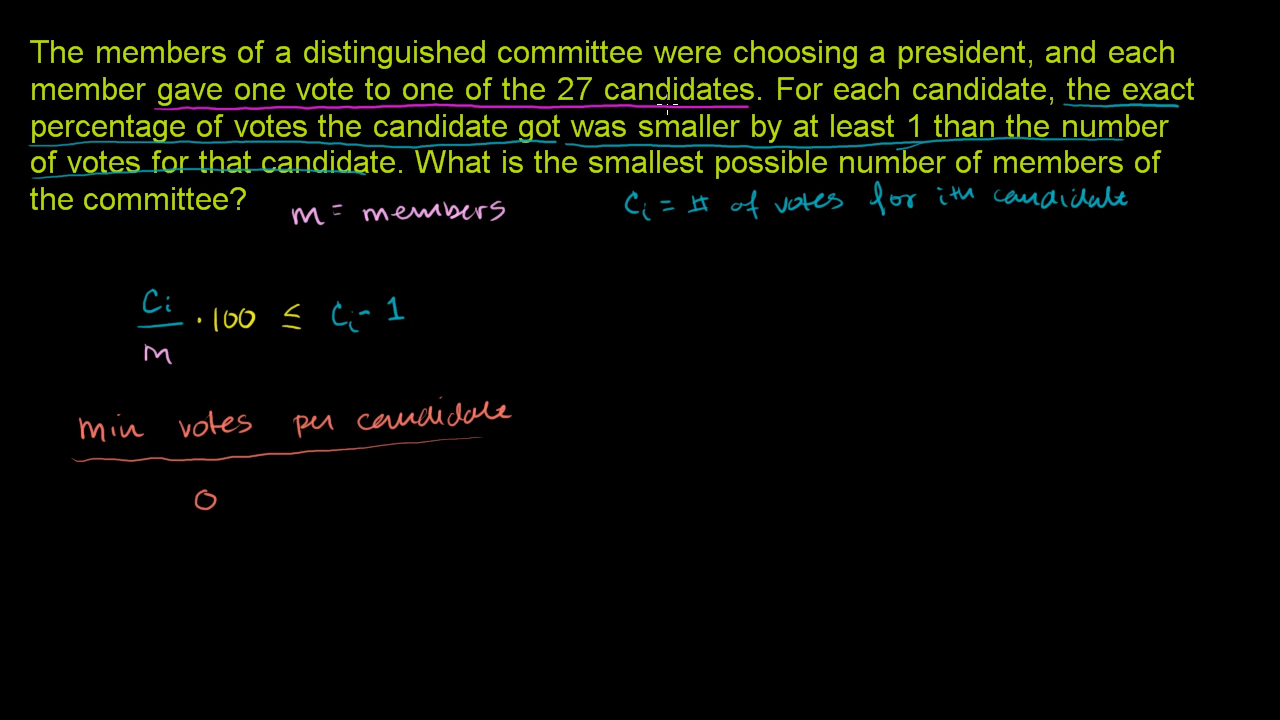 The members of a distinguished committee were choosing a president, and each
member gave one vote to one of the 27 candidates. For each candidate, the exact
percentage of votes the candidate got was smaller by at least 1 than the number
of votes for that candidate. What is the smallest possible number of members of
the committee?
m = members
Ci = # of votes for ith candidate
Ci/m · 100 ≤ Ci - 1
min votes per candidate
0